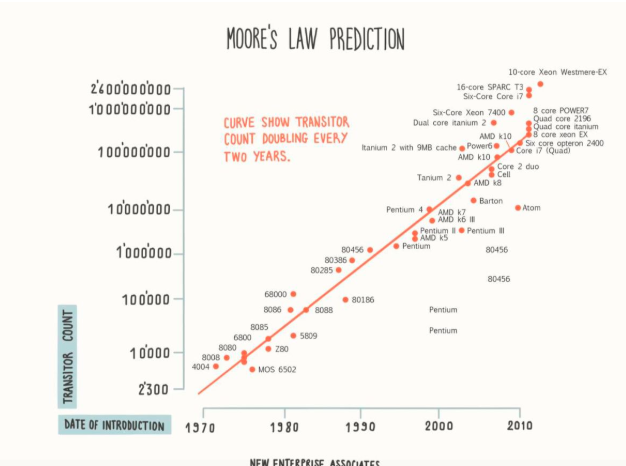 MOORE'S LAW PREDICTION
10-core Xeon Westmere-EX
2'600'000'000
16-core SPARC T3
Six-Core Core i7
1'000'000'000
Six-Core Xeon 7400
8 core POWER7
Dual core itanium 2
Quad core 2196
Quad core itanium
8 core xeon EX
CURVE SHOW TRANSITOR
COUNT DOUBLING EVERY
TWO YEARS.
AMD k10
Six core opteron 2400
Itanium 2 with 9MB cache
Power6
Core i7 (Quad)
100'000'000
AMD k10
Core 2 duo
Cell
Tanium 2
AMD k8
Barton
10'000'000
Pentium 4
AMD k7
Atom
AMD k6 III
Pentium II
Pentium III
AMD k5
1'000'000
80456
Pentium
80456
80386
80285
80456
68000
100'000
80186
8086
8088
Pentium
8085
Pentium
6800
5809
8080
Z80
10'000
8008
4004
MOS 6502
2'300
TRANSITOR COUNT
DATE OF INTRODUCTION
1970
1980
1990
2000
2010
NEW ENTERPRISE ASSOCIATES